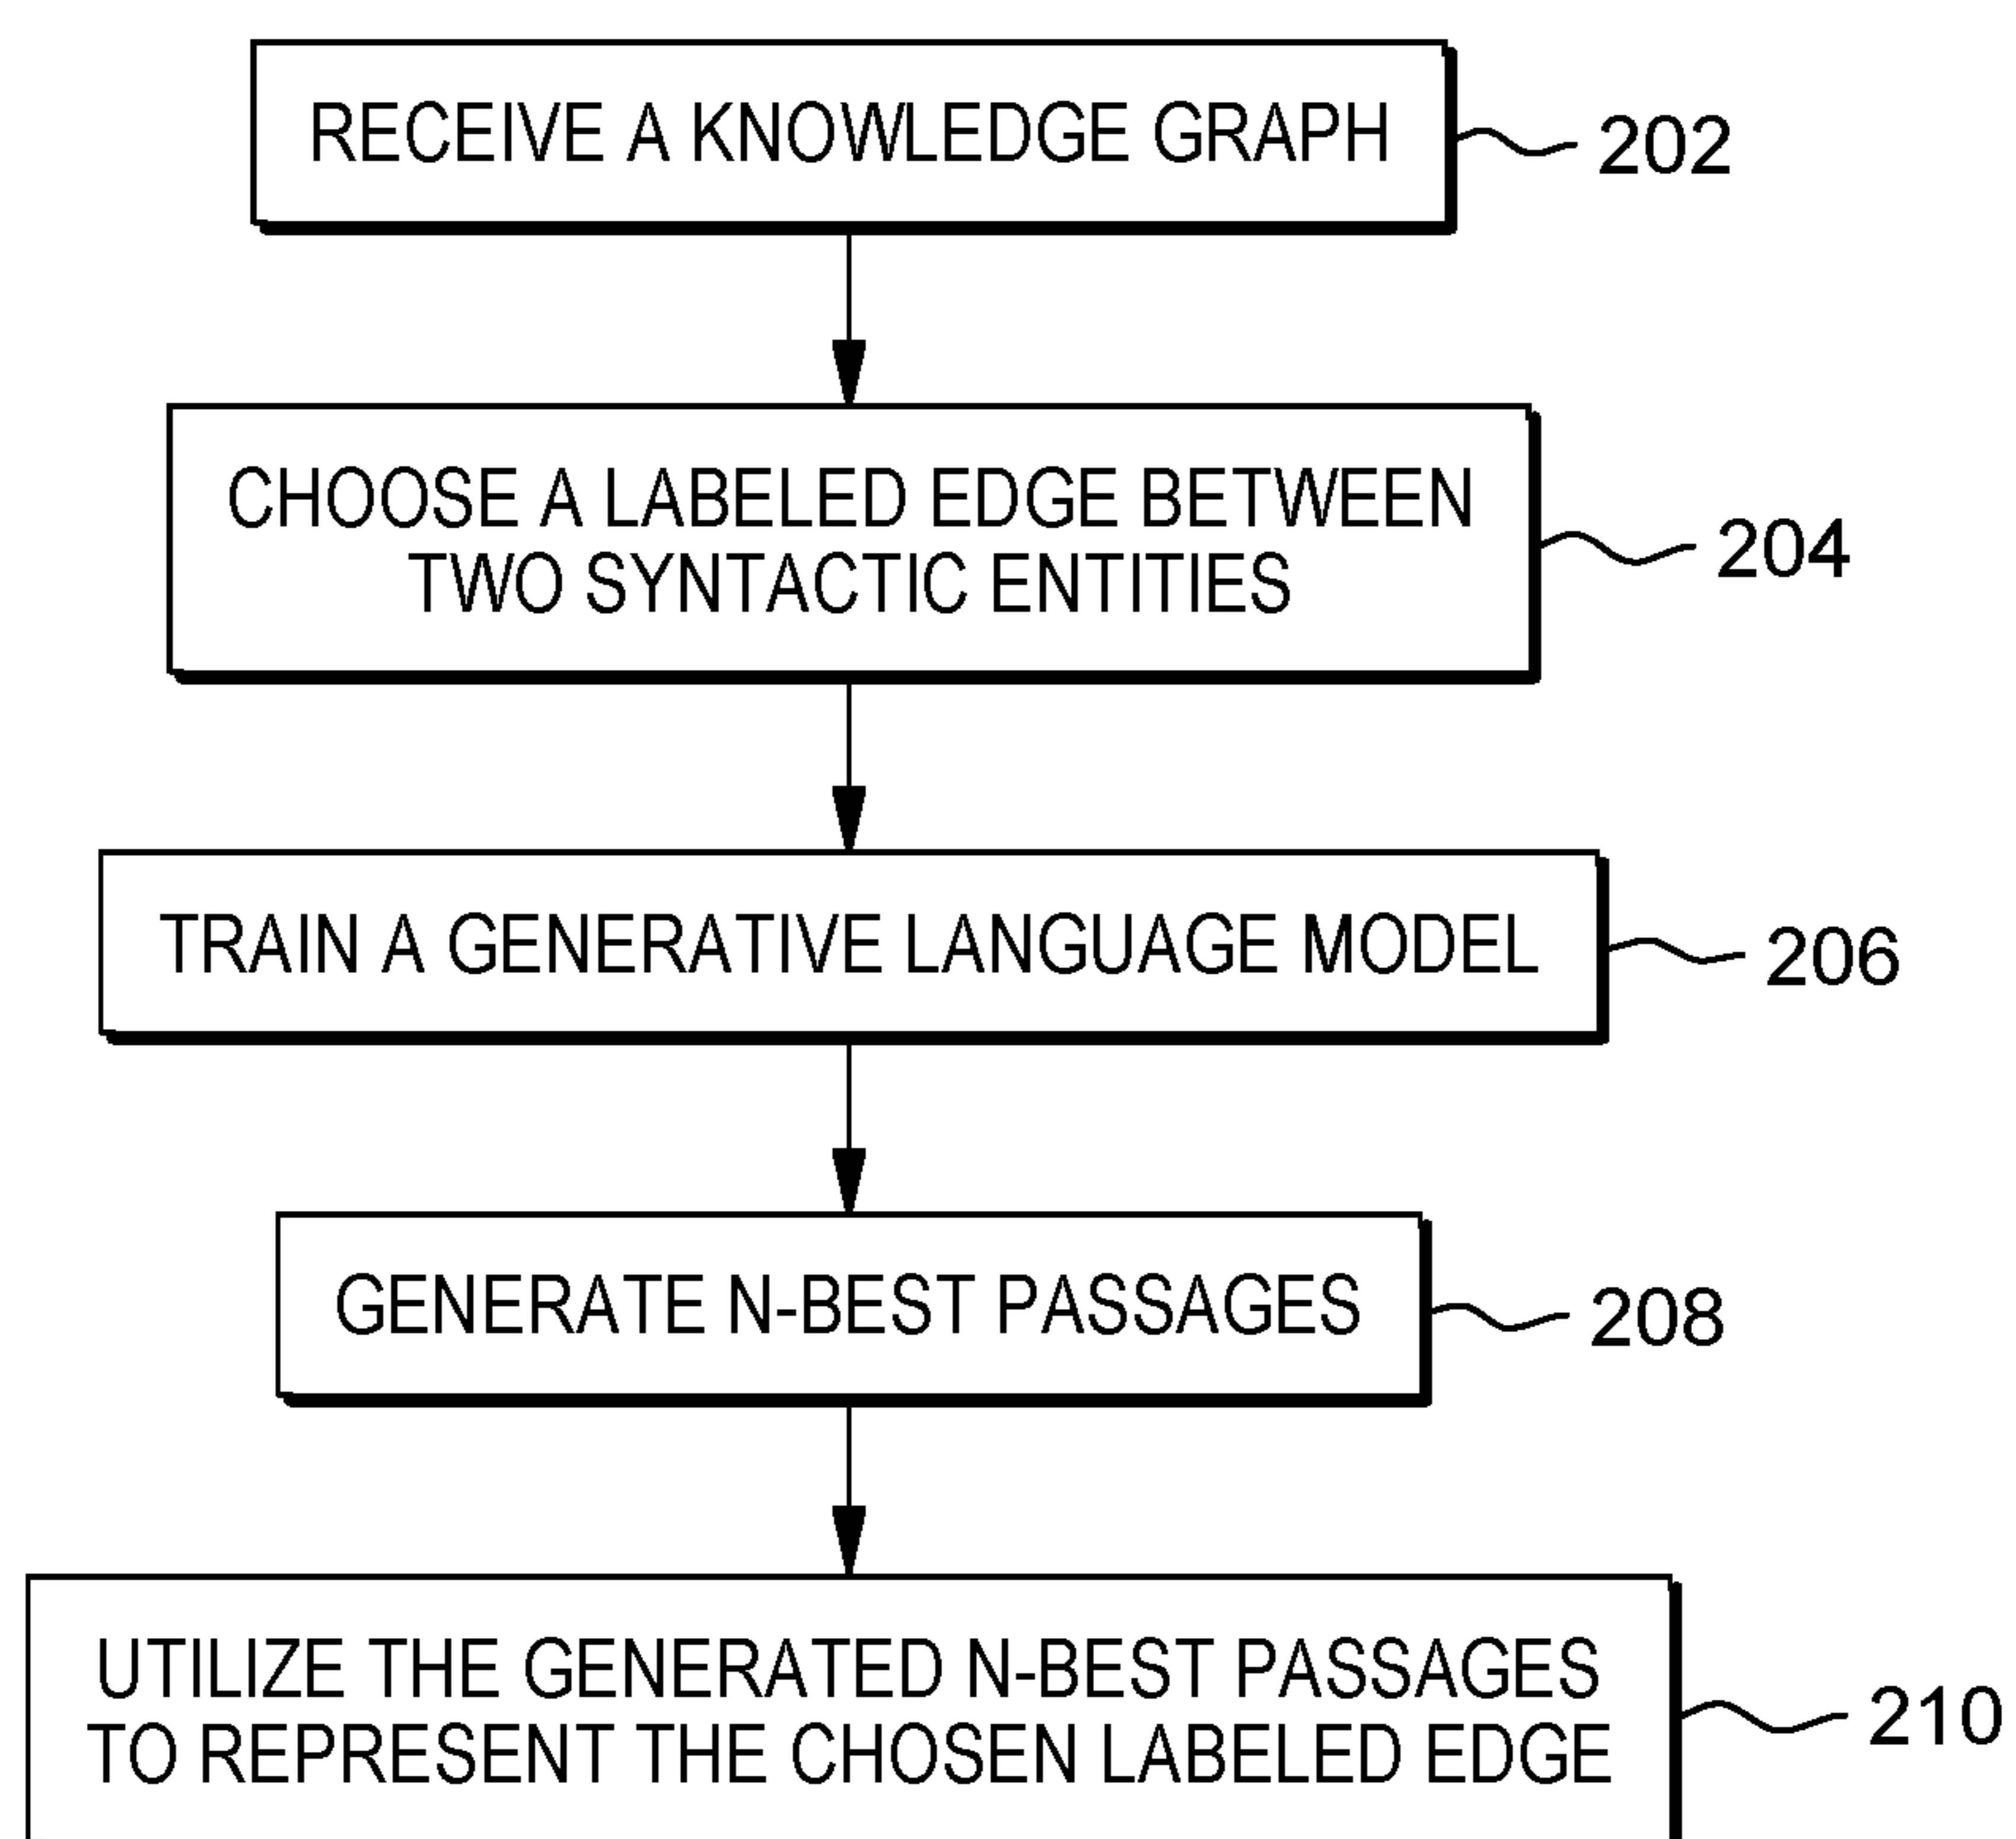 RECEIVE A KNOWLEDGE GRAPH
202
CHOOSE A LABELED EDGE BETWEEN
TWO SYNTACTIC ENTITIES
204
TRAIN A GENERATIVE LANGUAGE MODEL
206
GENERATE N-BEST PASSAGES
208
UTILIZE THE GENERATED N-BEST PASSAGES
TO REPRESENT THE CHOSEN LABELED EDGE
210